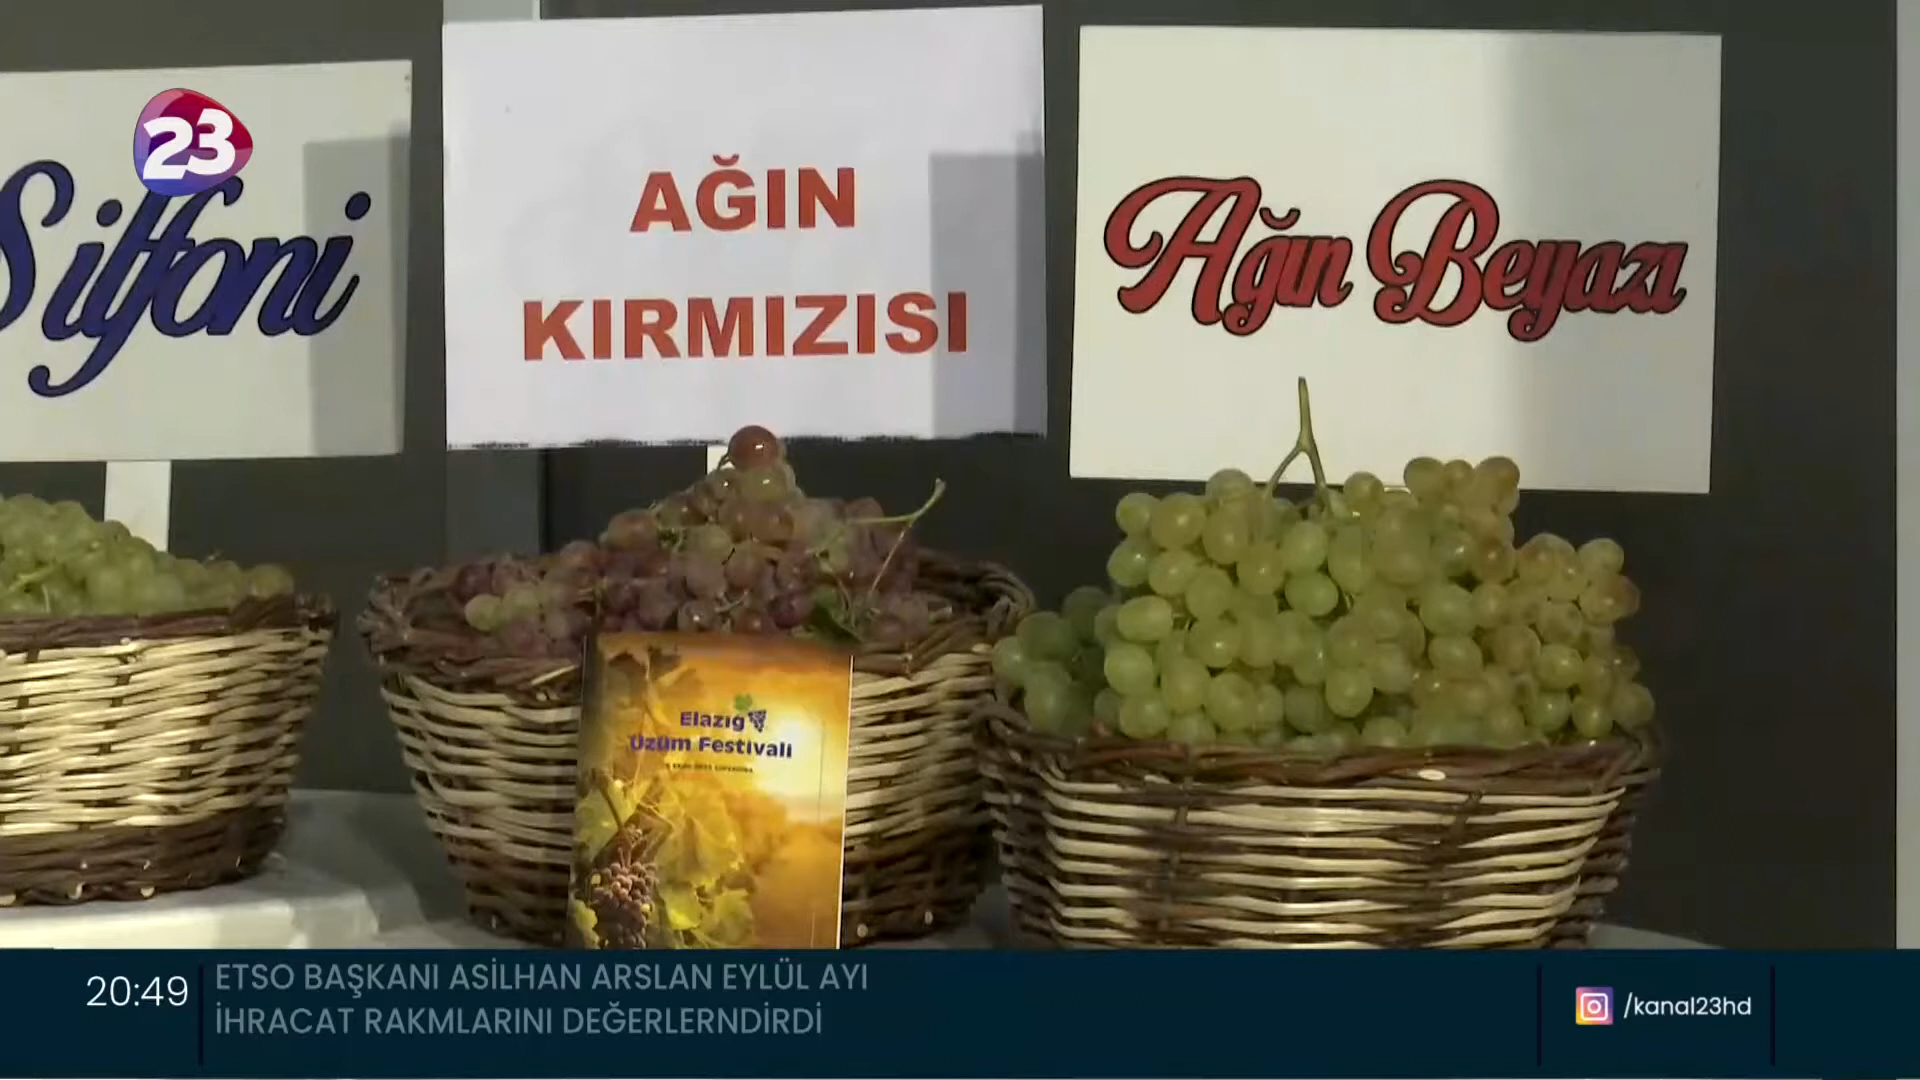 23
Silfoni
AĞIN
KIRMIZISI
Ağın Beyazı
Elazığ
Üzüm Festivali
20:49
ETSO BAŞKANI ASİLHAN ARSLAN EYLÜL AYI
İHRACAT RAKMLARINI DEĞERLERNDİRDİ
/kanal23hd